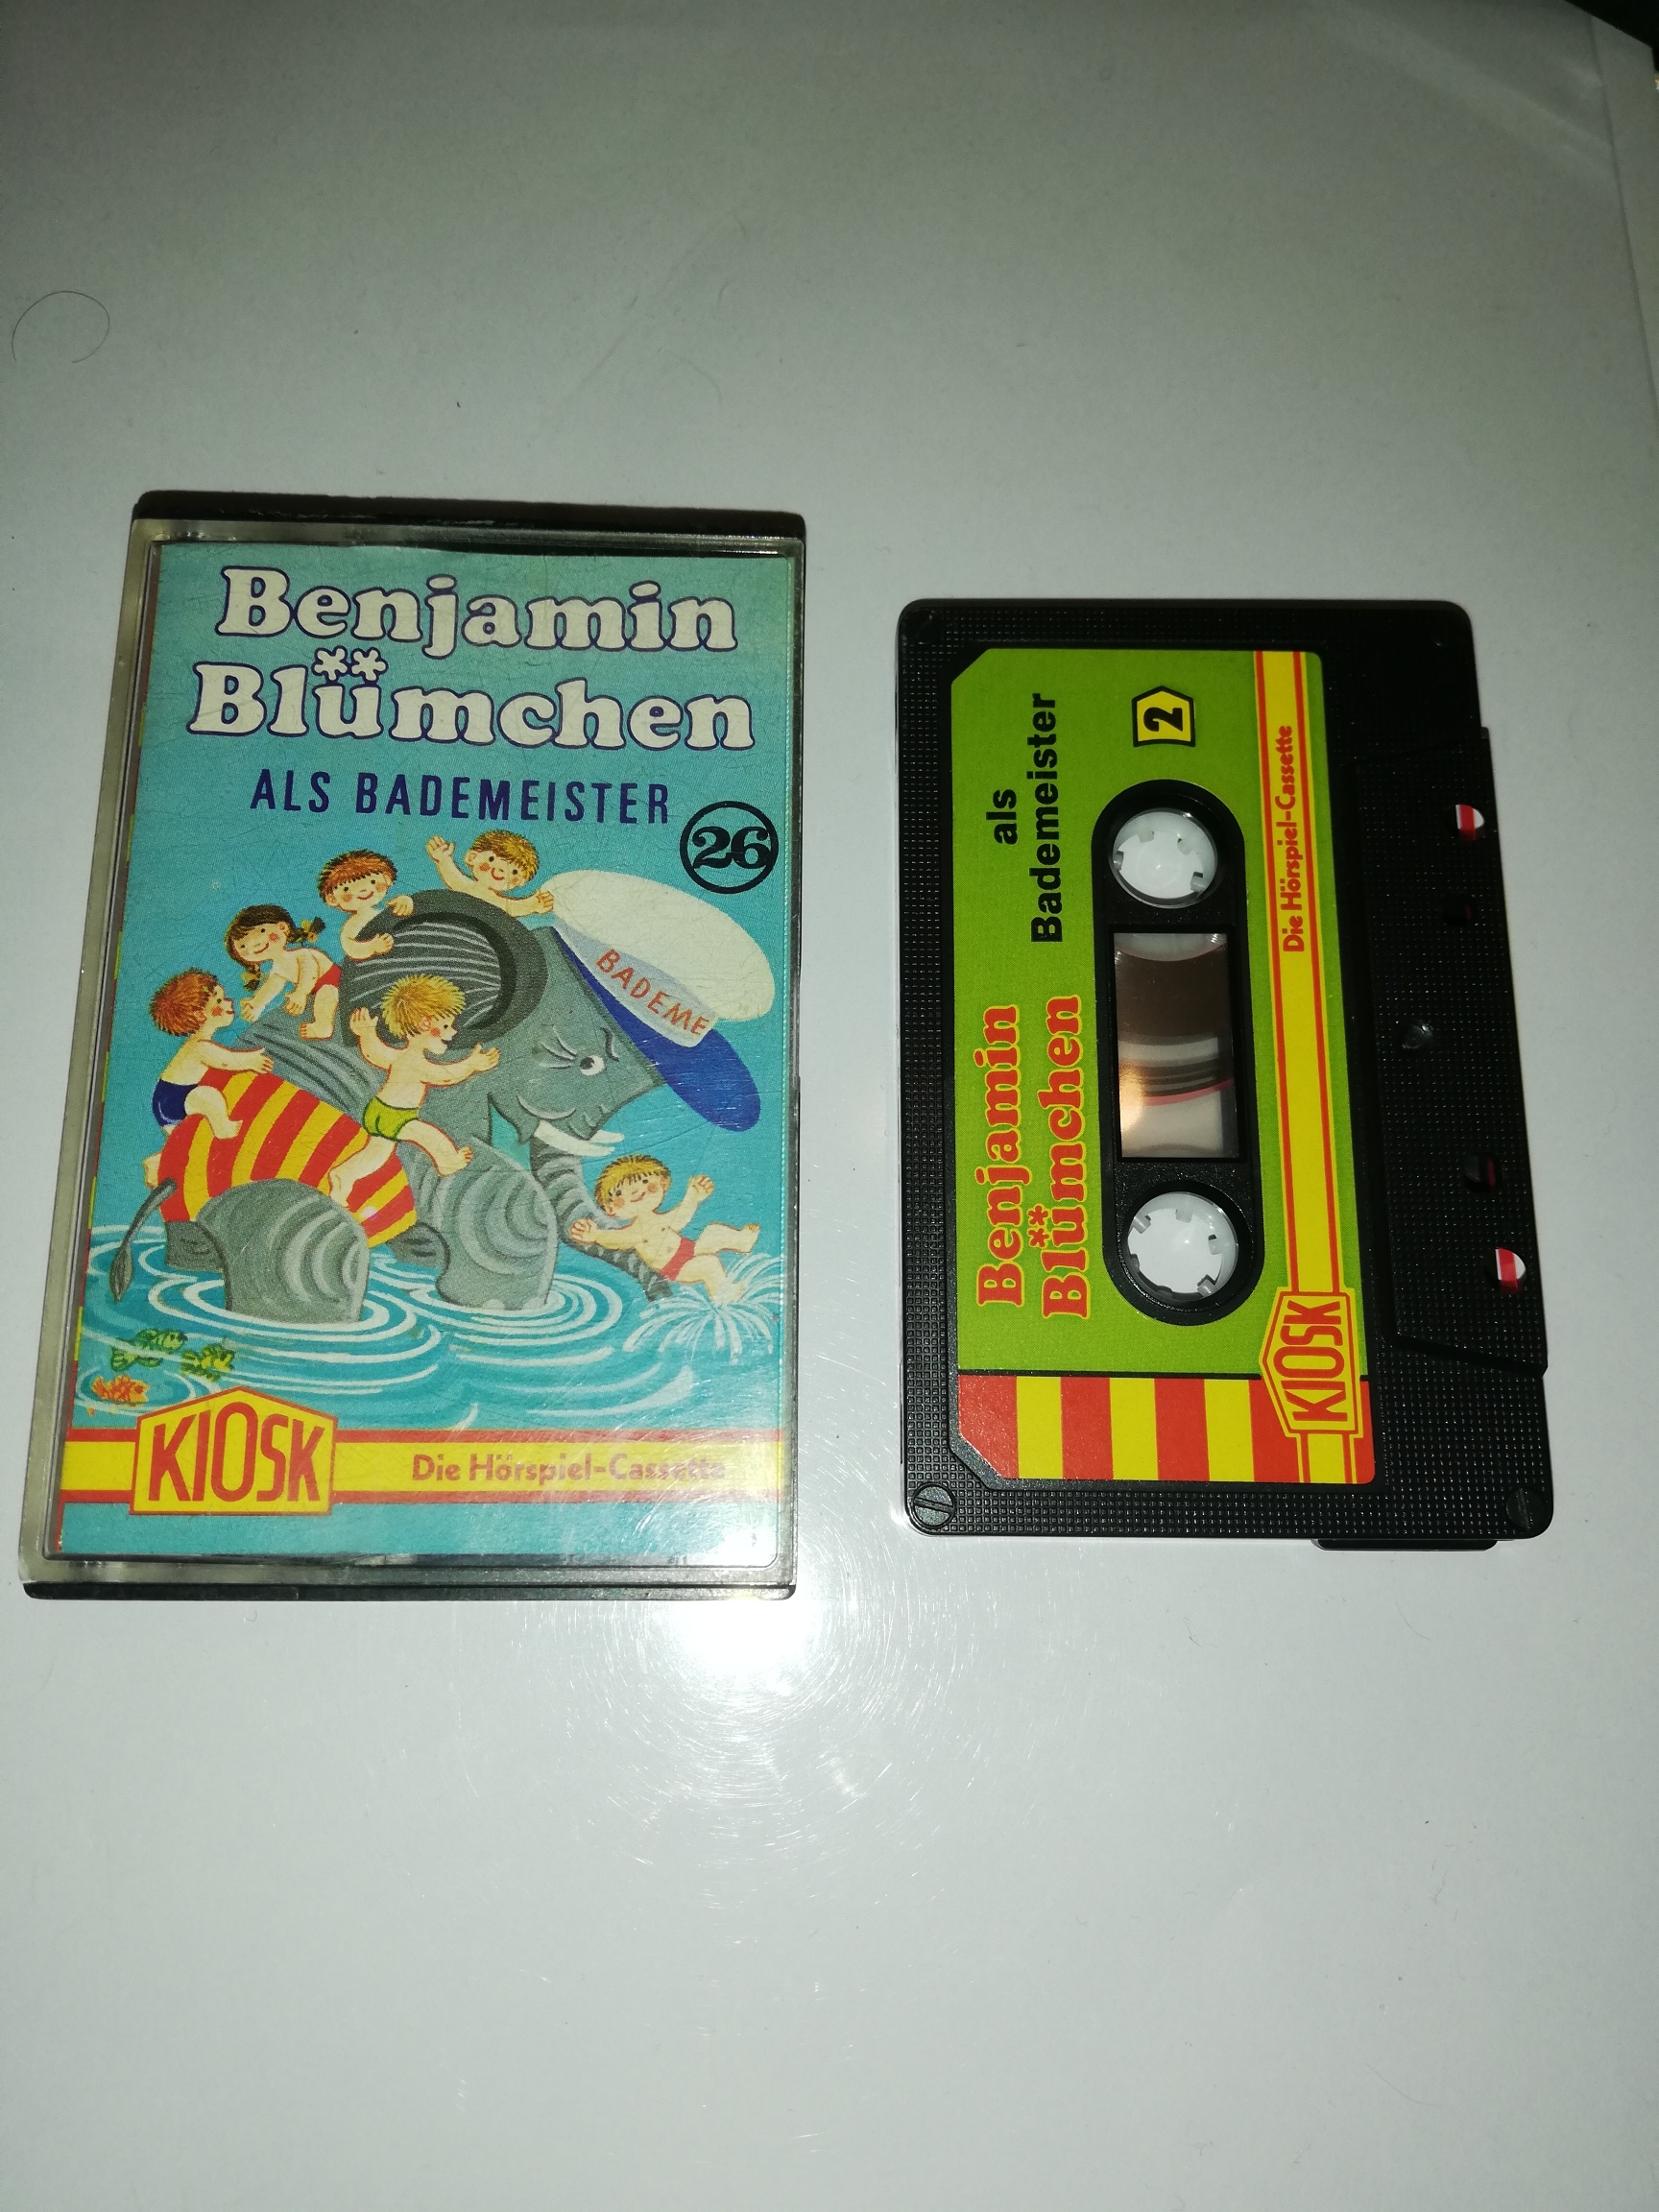 Benjamin
Blümchen
ALS BADEMEISTER
26
BADEME
KIOSK
Die Hörspiel-Cassette
Benjamin
Blümchen
als
Bademeister
2
KIOSK
Die Hörspiel-Cassette